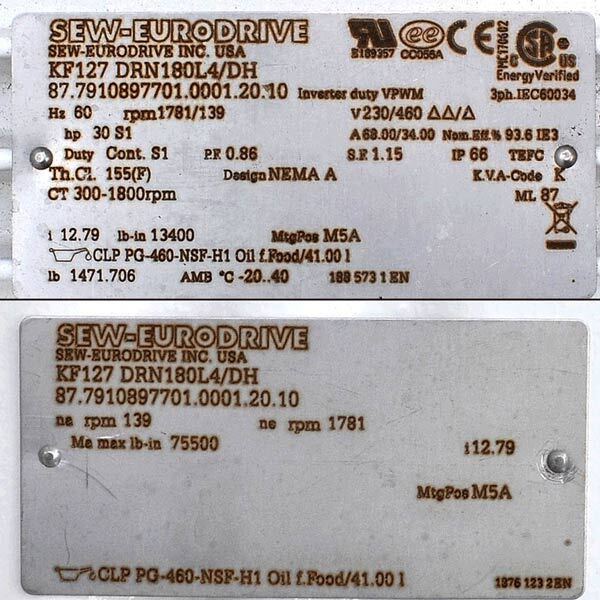 SEW-EURODRIVE
SEW-EURODRIVE INC. USA
KF127 DRN180L4/DH
87.7910897701.0001.20.10 Inverter duty VPWM 3ph.IEC60034
E189357 CC056A MC170602 EnergyVerified
Hz 60 rpm 1781/139 V 230/460 ΔΔ/Δ
hp 30 S1 A 68.00/34.00 Nom.Eff.% 93.6 IE3
Duty Cont. S1 P.F. 0.86 S.F. 1.15 IP 66 TEFC
Th.Cl. 155(F) Design NEMA A K.V.A-Code K
CT 300-1800rpm ML 87
i 12.79 lb-in 13400 MtgPos M5A
CLP PG-460-NSF-H1 Oil f.Food/41.00 l
lb 1471.706 AMB °C -20..40 188 573 1 EN
SEW-EURODRIVE
SEW-EURODRIVE INC. USA
KF127 DRN180L4/DH
87.7910897701.0001.20.10
na rpm 139 ne rpm 1781
Ma max lb-in 75500
i 12.79
MtgPos M5A
CLP PG-460-NSF-H1 Oil f.Food/41.00 l 1876 123 2EN